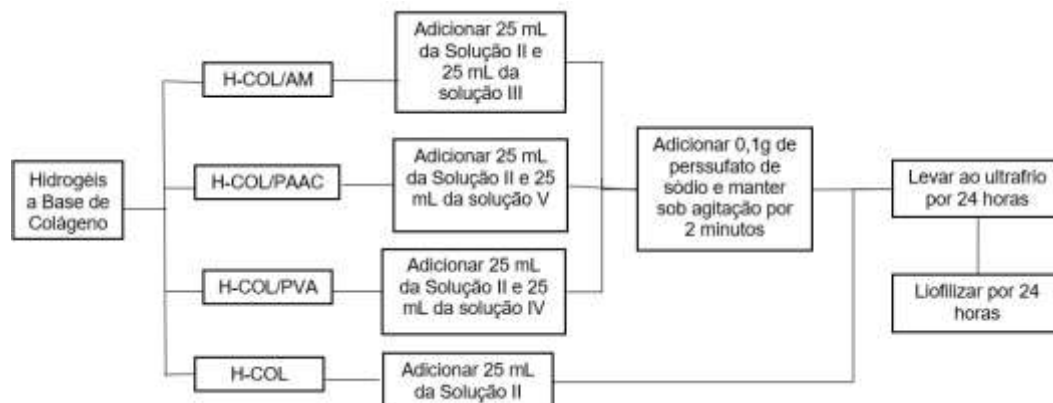 Hidrogéis
a Base de
Colágeno
H-COL/AM
Adicionar 25 mL
da Solução II e
25 mL da
solução III
H-COL/PAAC
Adicionar 25 mL
da Solução II e 25
mL da solução V
H-COL/PVA
Adicionar 25 mL
da Solução II e 25
mL da solução IV
H-COL
Adicionar 25 mL
da Solução II
Adicionar 0,1g de
perssufato de
sódio e manter
sob agitação por
2 minutos
Levar ao ultrafrio
por 24 horas
Liofilizar por 24
horas